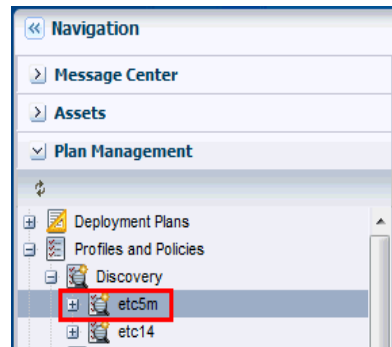 Navigation
Message Center
Assets
Plan Management
Deployment Plans
Profiles and Policies
Discovery
etc5m
etc14